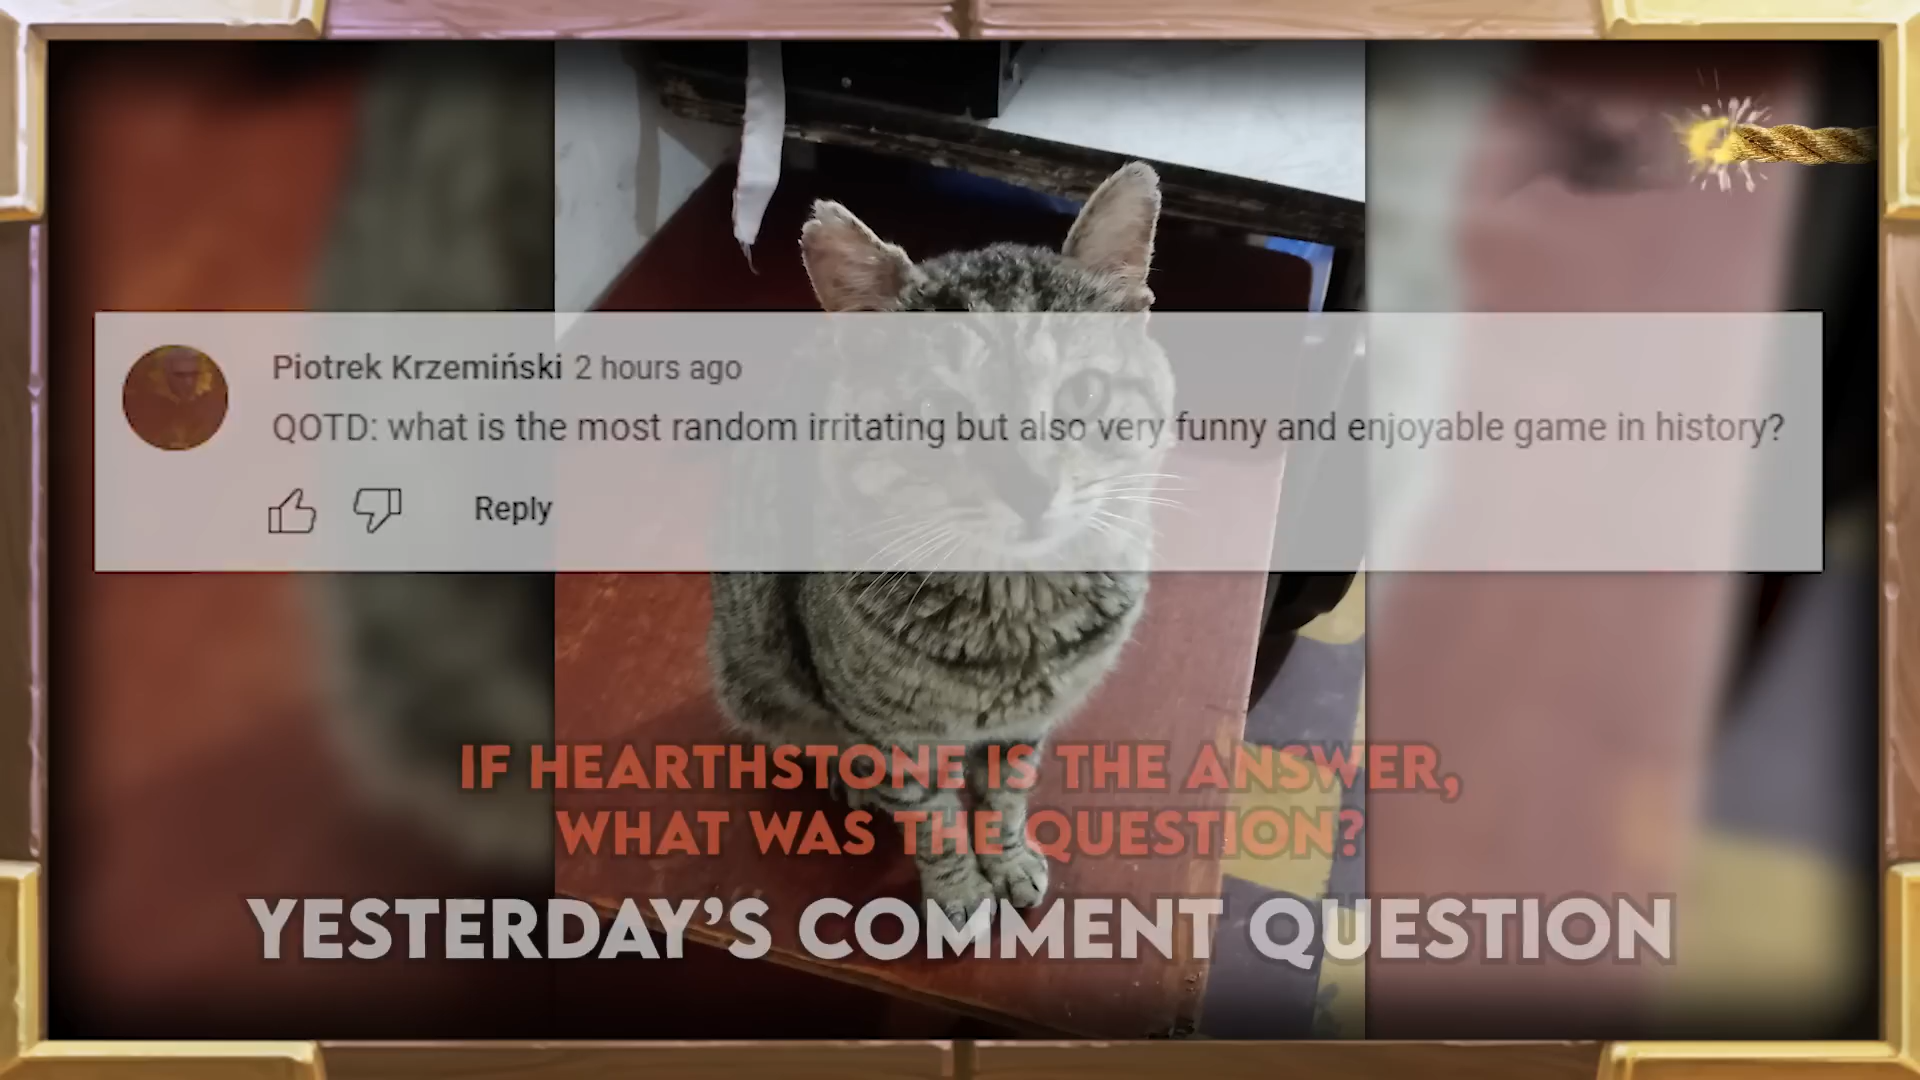 Piotrek Krzemiński 2 hours ago
QOTD: what is the most random irritating but also very funny and enjoyable game in history?
Reply
IF HEARTHSTONE IS THE ANSWER,
WHAT WAS THE QUESTION?
YESTERDAY’S COMMENT QUESTION